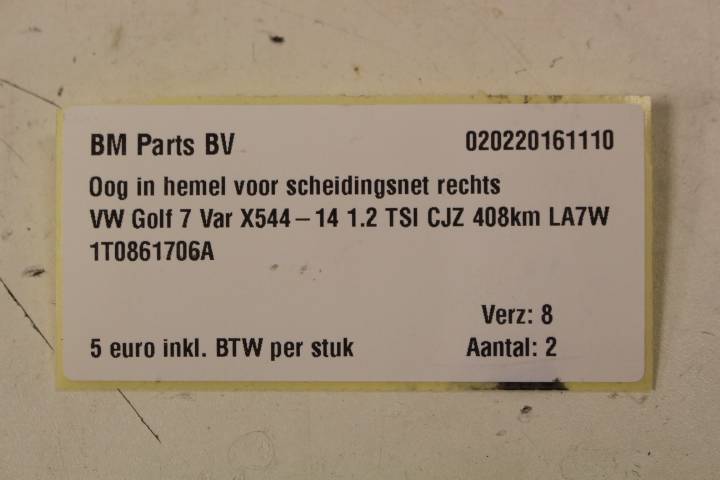 BM Parts BV 020220161110
Oog in hemel voor scheidingsnet rechts
VW Golf 7 Var X544-14 1.2 TSI CJZ 408km LA7W
1T0861706A
Verz: 8
5 euro inkl. BTW per stuk Aantal: 2